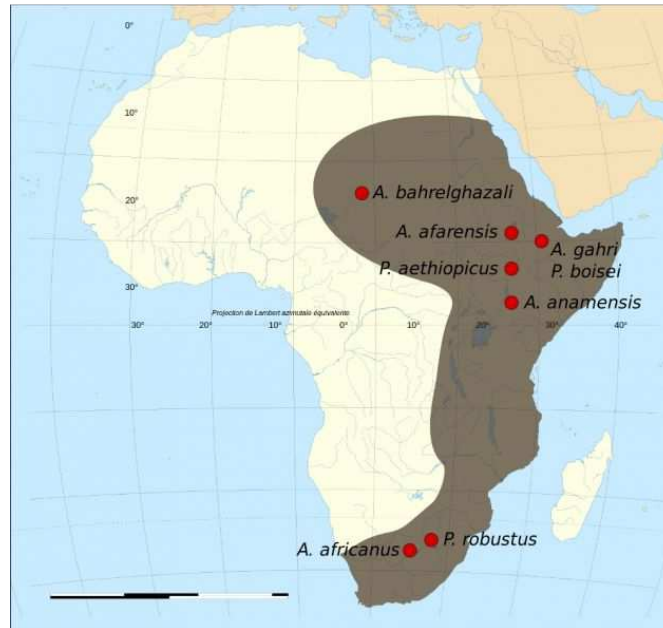 0°
10°
A. bahrelghazali
20°
A. afarensis
A. gahri
P. aethiopicus
P. boisei
30°
A. anamensis
Projection de Lambert azimutale équivalente
30°
20°
10°
0°
10°
20°
30°
40°
P. robustus
A. africanus